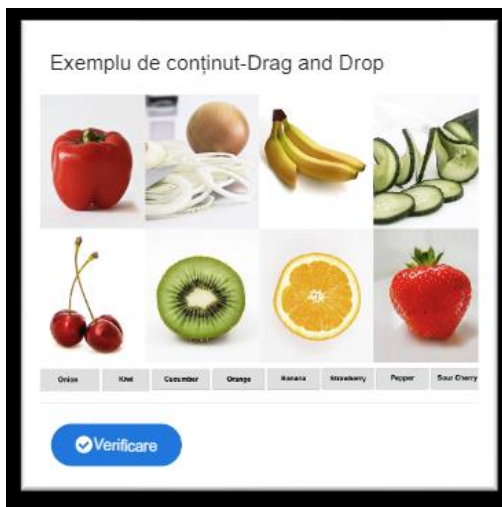 Exemplu de conținut-Drag and Drop
Onion Kiwi Cucumber Orange Banana Strawberry Pepper Sour Cherry
Verificare